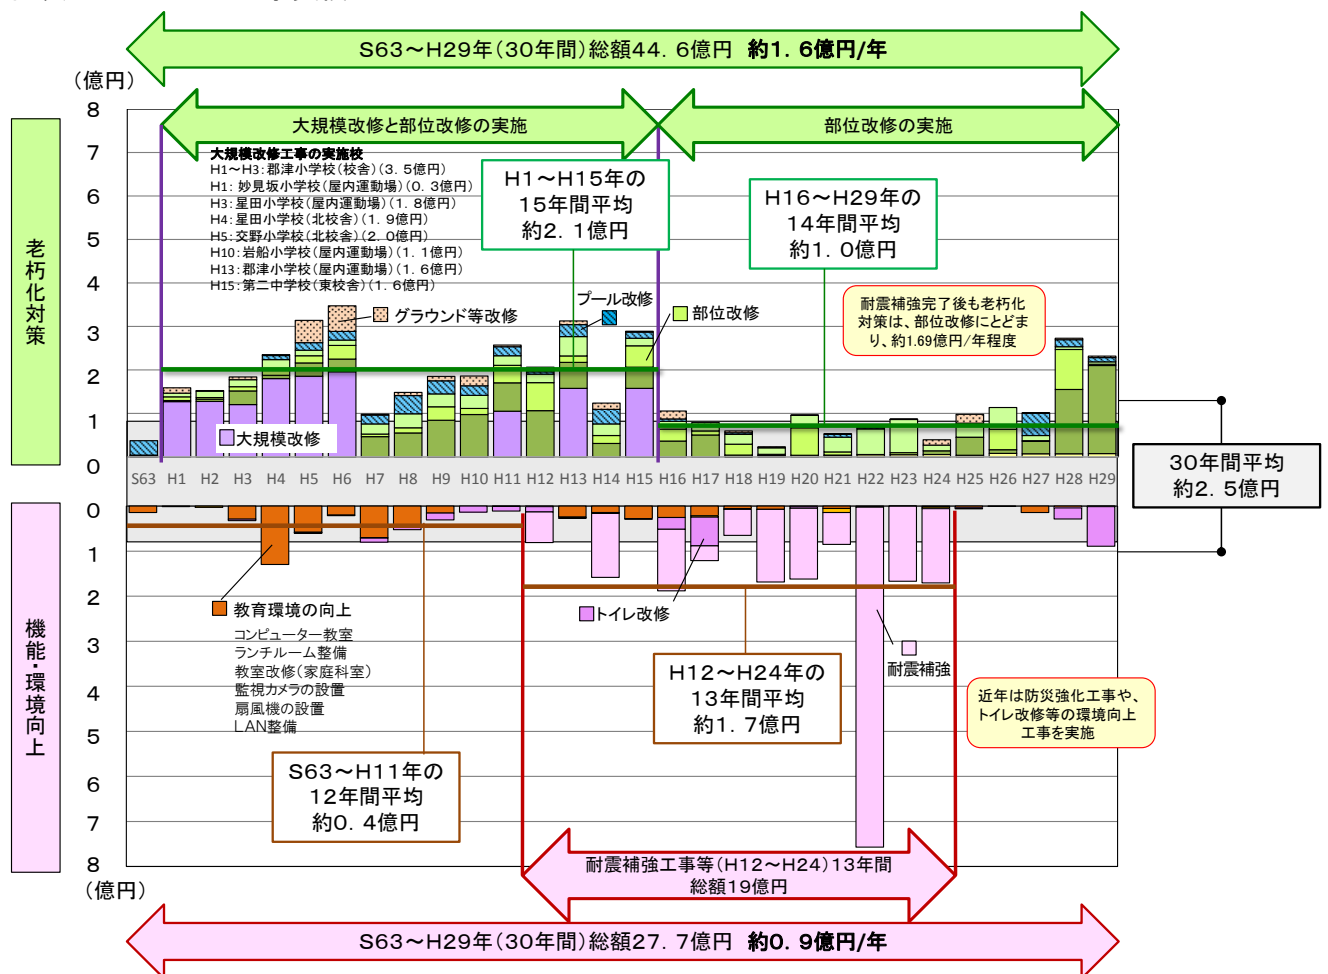 S63～H29年(30年間)総額44．6億円 約1．6億円/年
(億円)
大規模改修と部位改修の実施
部位改修の実施
老朽化対策
8
7
6
5
4
3
2
1
0
大規模改修工事の実施校
H1～H3：郡津小学校(校舎)(3．5億円)
H1：妙見坂小学校(屋内運動場)(0．3億円)
H3：星田小学校(屋内運動場)(1．8億円)
H4：星田小学校(北校舎)(1．9億円)
H5：交野小学校(北校舎)(2．0億円)
H10：岩船小学校(屋内運動場)(1．1億円)
H13：郡津小学校(屋内運動場)(1．6億円)
H15：第二中学校(東校舎)(1．6億円)
H1～H15年の
15年間平均
約2．1億円
H16～H29年の
14年間平均
約1．0億円
グラウンド等改修
プール改修
部位改修
耐震補強完了後も老朽化
対策は、部位改修にとどま
り、約1.69億円/年程度
大規模改修
S63 H1 H2 H3 H4 H5 H6 H7 H8 H9 H10 H11 H12 H13 H14 H15 H16 H17 H18 H19 H20 H21 H22 H23 H24 H25 H26 H27 H28 H29
30年間平均
約2．5億円
機能・環境向上
0
1
2
3
4
5
6
7
8
(億円)
教育環境の向上
コンピューター教室
ランチルーム整備
教室改修(家庭科室)
監視カメラの設置
扇風機の設置
LAN整備
トイレ改修
耐震補強
H12～H24年の
13年間平均
約1．7億円
近年は防災強化工事や、
トイレ改修等の環境向上
工事を実施
S63～H11年の
12年間平均
約0．4億円
耐震補強工事等(H12～H24)13年間
総額19億円
S63～H29年(30年間)総額27．7億円 約0．9億円/年